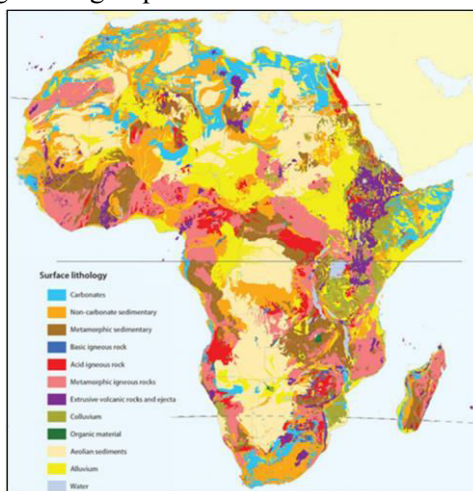 Surface lithology
Carbonates
Non-carbonate sedimentary
Metamorphic sedimentary
Basic igneous rock
Acid igneous rock
Metamorphic igneous rocks
Extrusive volcanic rocks and ejecta
Colluvium
Organic material
Aeolian sediments
Alluvium
Water